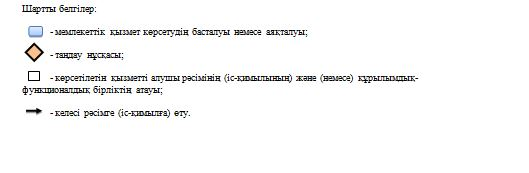 Шартты белгілер:
- мемлекеттік қызмет көрсетудің басталуы немесе аяқталуы;
- таңдау нұсқасы;
- көрсетілетін қызметті алушы рәсімінің (іс-қимылының) және (немесе) құрылымдық-
функционалдық бірліктің атауы;
- келесі рәсімге (іс-қимылға) өту.